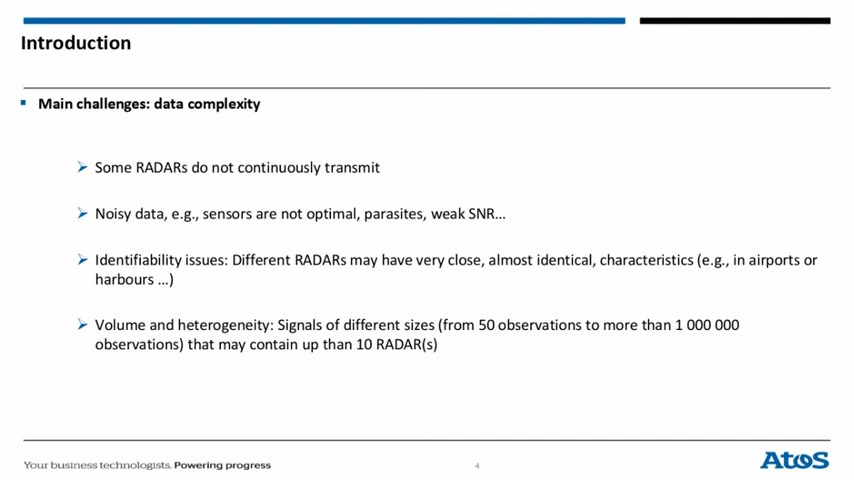 Introduction
Main challenges: data complexity
Some RADARs do not continuously transmit
Noisy data, e.g., sensors are not optimal, parasites, weak SNR...
Identifiability issues: Different RADARs may have very close, almost identical, characteristics (e.g., in airports or
harbours ...)
Volume and heterogeneity: Signals of different sizes (from 50 observations to more than 1 000 000
observations) that may contain up than 10 RADAR(s)
Your business technologists. Powering progress
4
Atos